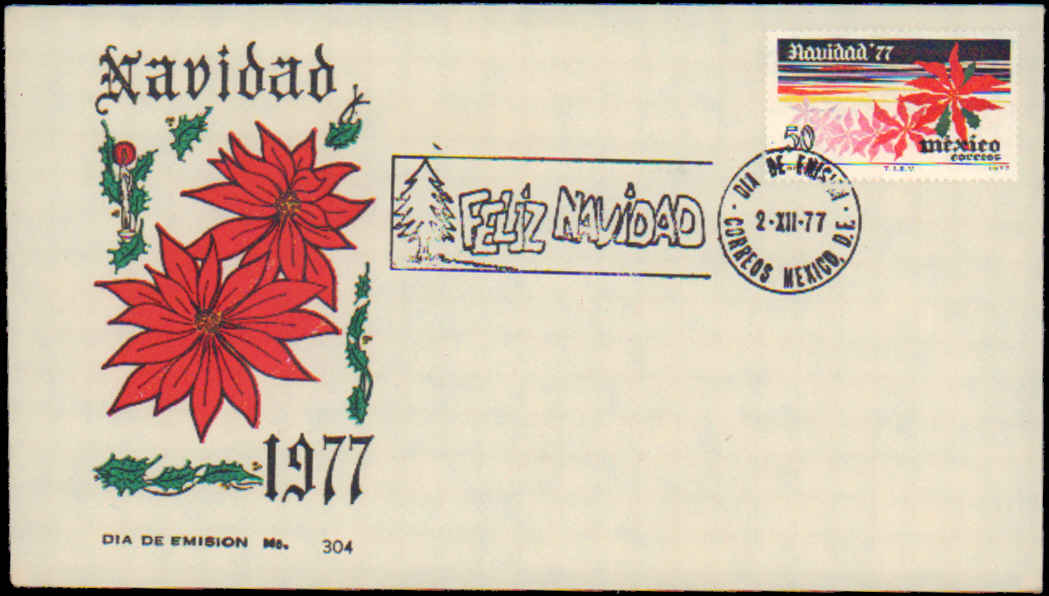 Navidad
1977
DIA DE EMISION No. 304
FELIZ NAVIDAD
DIA DE EMISION
2·XII·77
CORREOS MEXICO, D.F.
Navidad '77
50
méxico
correos
T.I.E.V.
1977